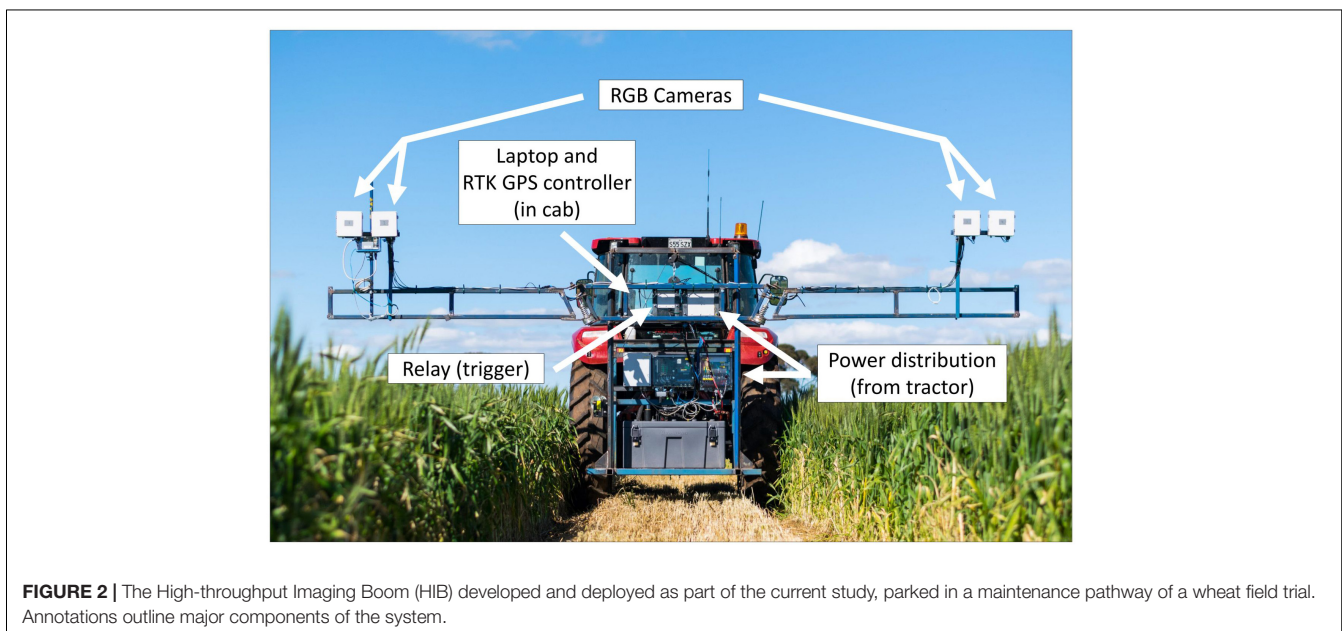 RGB Cameras
Laptop and
RTK GPS controller
(in cab)
Relay (trigger)
Power distribution
(from tractor)
FIGURE 2 | The High-throughput Imaging Boom (HIB) developed and deployed as part of the current study, parked in a maintenance pathway of a wheat field trial.
Annotations outline major components of the system.